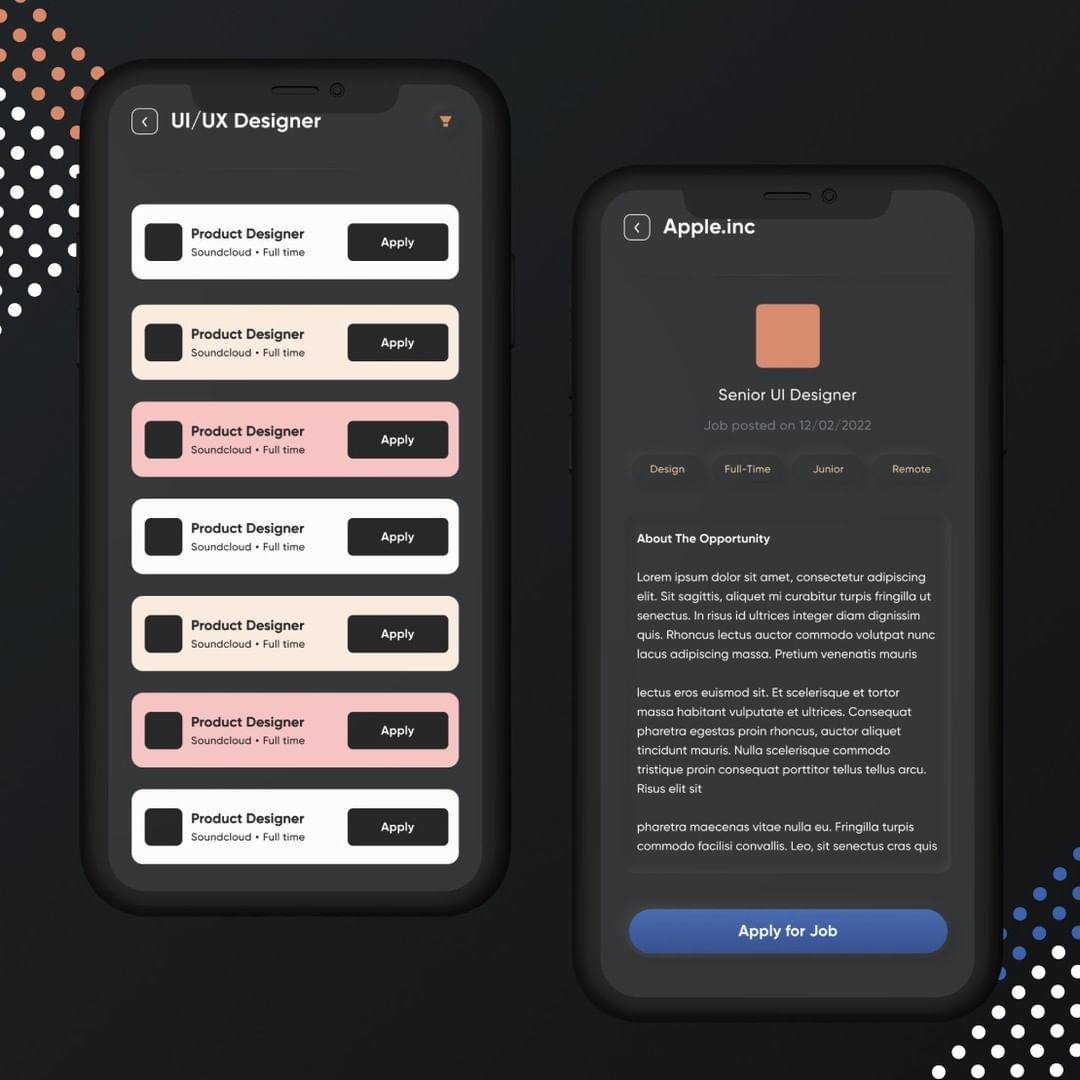 UI/UX Designer
Product Designer
Soundcloud • Full time
Apply
Product Designer
Soundcloud • Full time
Apply
Product Designer
Soundcloud • Full time
Apply
Product Designer
Soundcloud • Full time
Apply
Product Designer
Soundcloud • Full time
Apply
Product Designer
Soundcloud • Full time
Apply
Product Designer
Soundcloud • Full time
Apply
Apple.inc
Senior UI Designer
Job posted on 12/02/2022
Design Full-Time Junior Remote
About The Opportunity
Lorem ipsum dolor sit amet, consectetur adipiscing
elit. Sit sagittis, aliquet mi curabitur turpis fringilla ut
senectus. In risus id ultrices integer diam dignissim
quis. Rhoncus lectus auctor commodo volutpat nunc
lacus adipiscing massa. Pretium venenatis mauris
lectus eros euismod sit. Et scelerisque et tortor
massa habitant vulputate et ultrices. Consequat
pharetra egestas proin rhoncus, auctor aliquet
tincidunt mauris. Nulla scelerisque commodo
tristique proin consequat porttitor tellus tellus arcu.
Risus elit sit
pharetra maecenas vitae nulla eu. Fringilla turpis
commodo facilisi convallis. Leo, sit senectus cras quis
Apply for Job